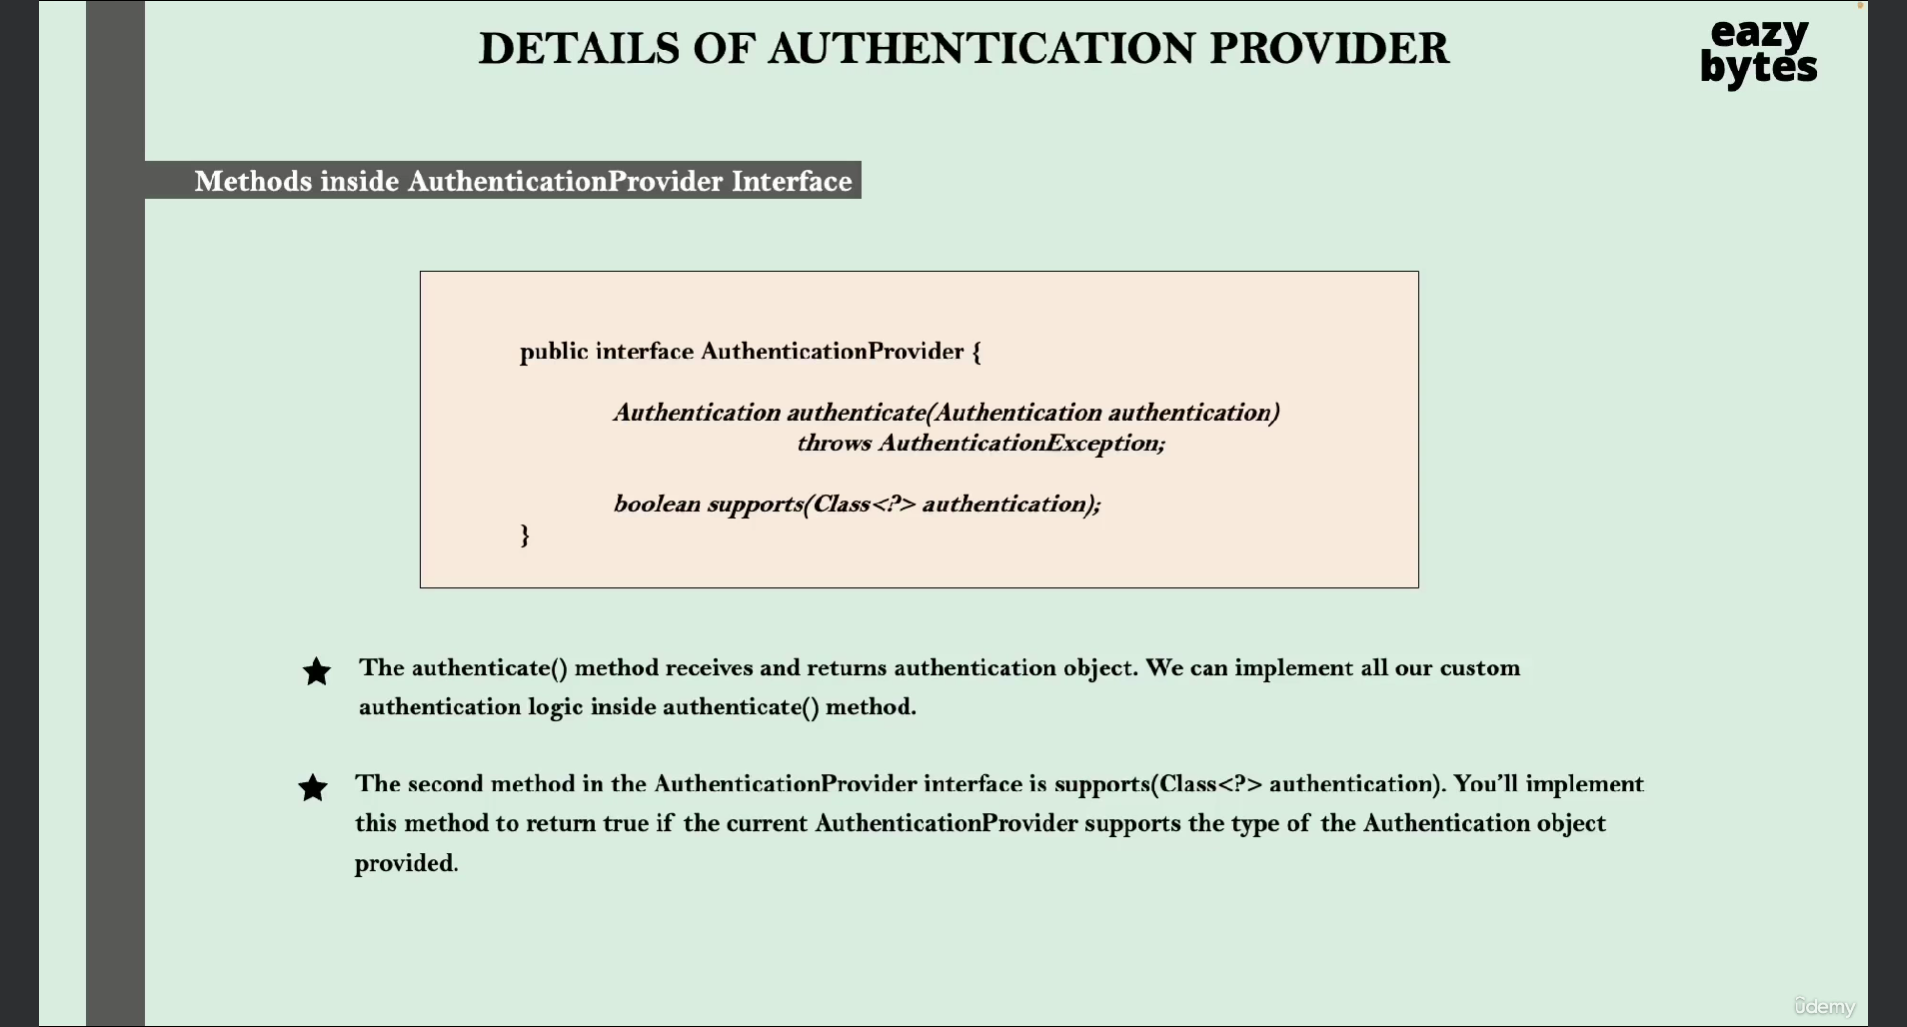 DETAILS OF AUTHENTICATION PROVIDER
eazy
bytes
Methods inside AuthenticationProvider Interface
public interface AuthenticationProvider {
Authentication authenticate(Authentication authentication)
throws AuthenticationException;
boolean supports(Class<?> authentication);
}
The authenticate() method receives and returns authentication object. We can implement all our custom
authentication logic inside authenticate() method.
The second method in the AuthenticationProvider interface is supports(Class<?> authentication). You’ll implement
this method to return true if the current AuthenticationProvider supports the type of the Authentication object
provided.
ûdemy